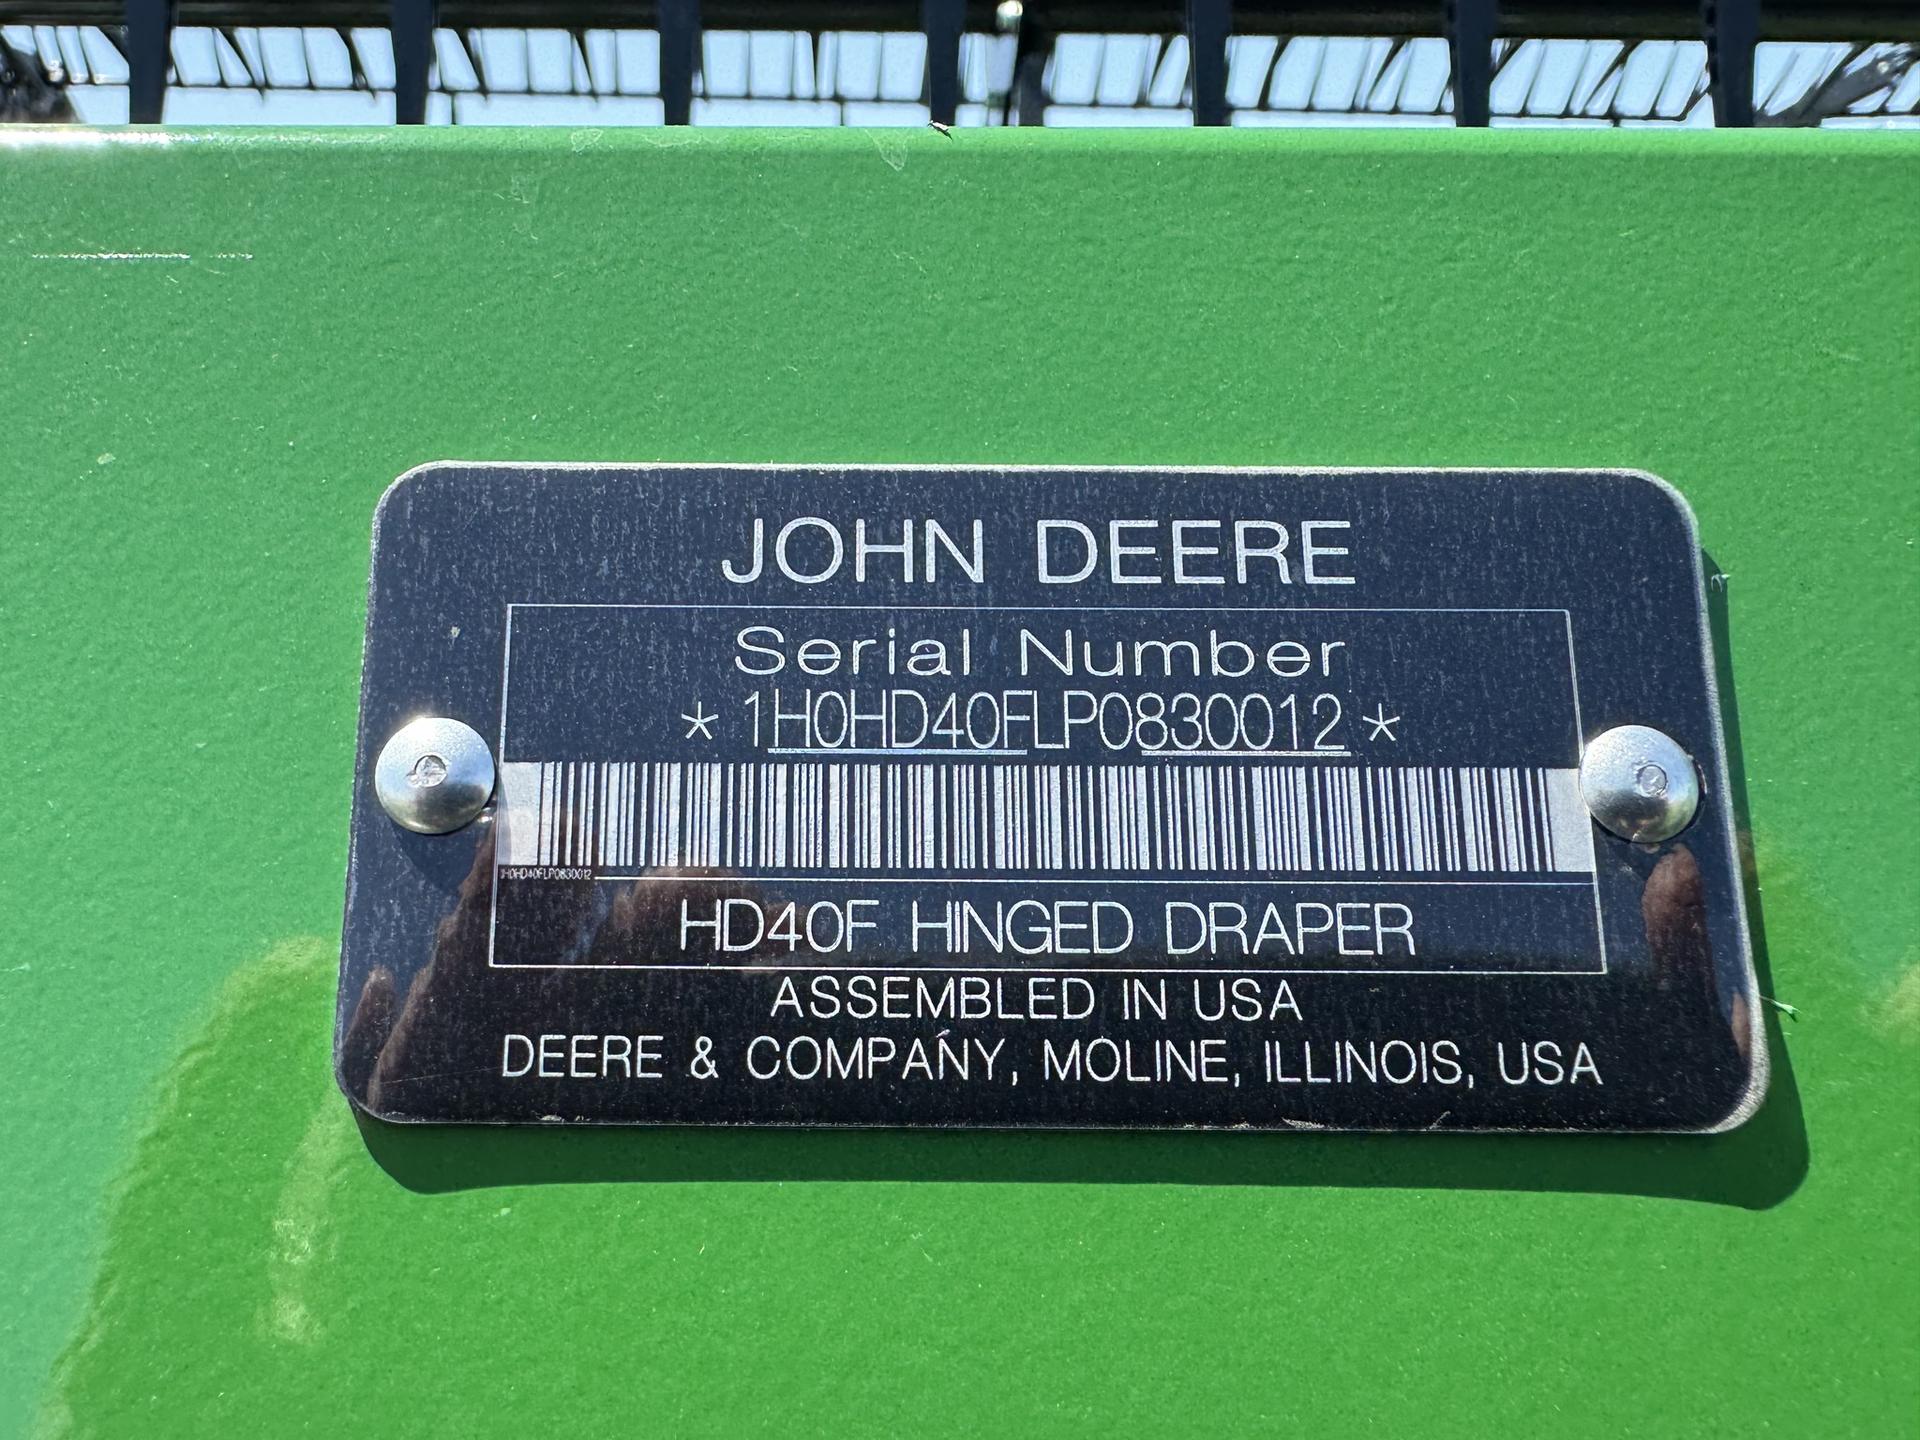 JOHN DEERE
Serial Number
* 1H0HD40FLP0830012 *
1H0HD40FLP0830012
HD40F HINGED DRAPER
ASSEMBLED IN USA
DEERE & COMPANY, MOLINE, ILLINOIS, USA